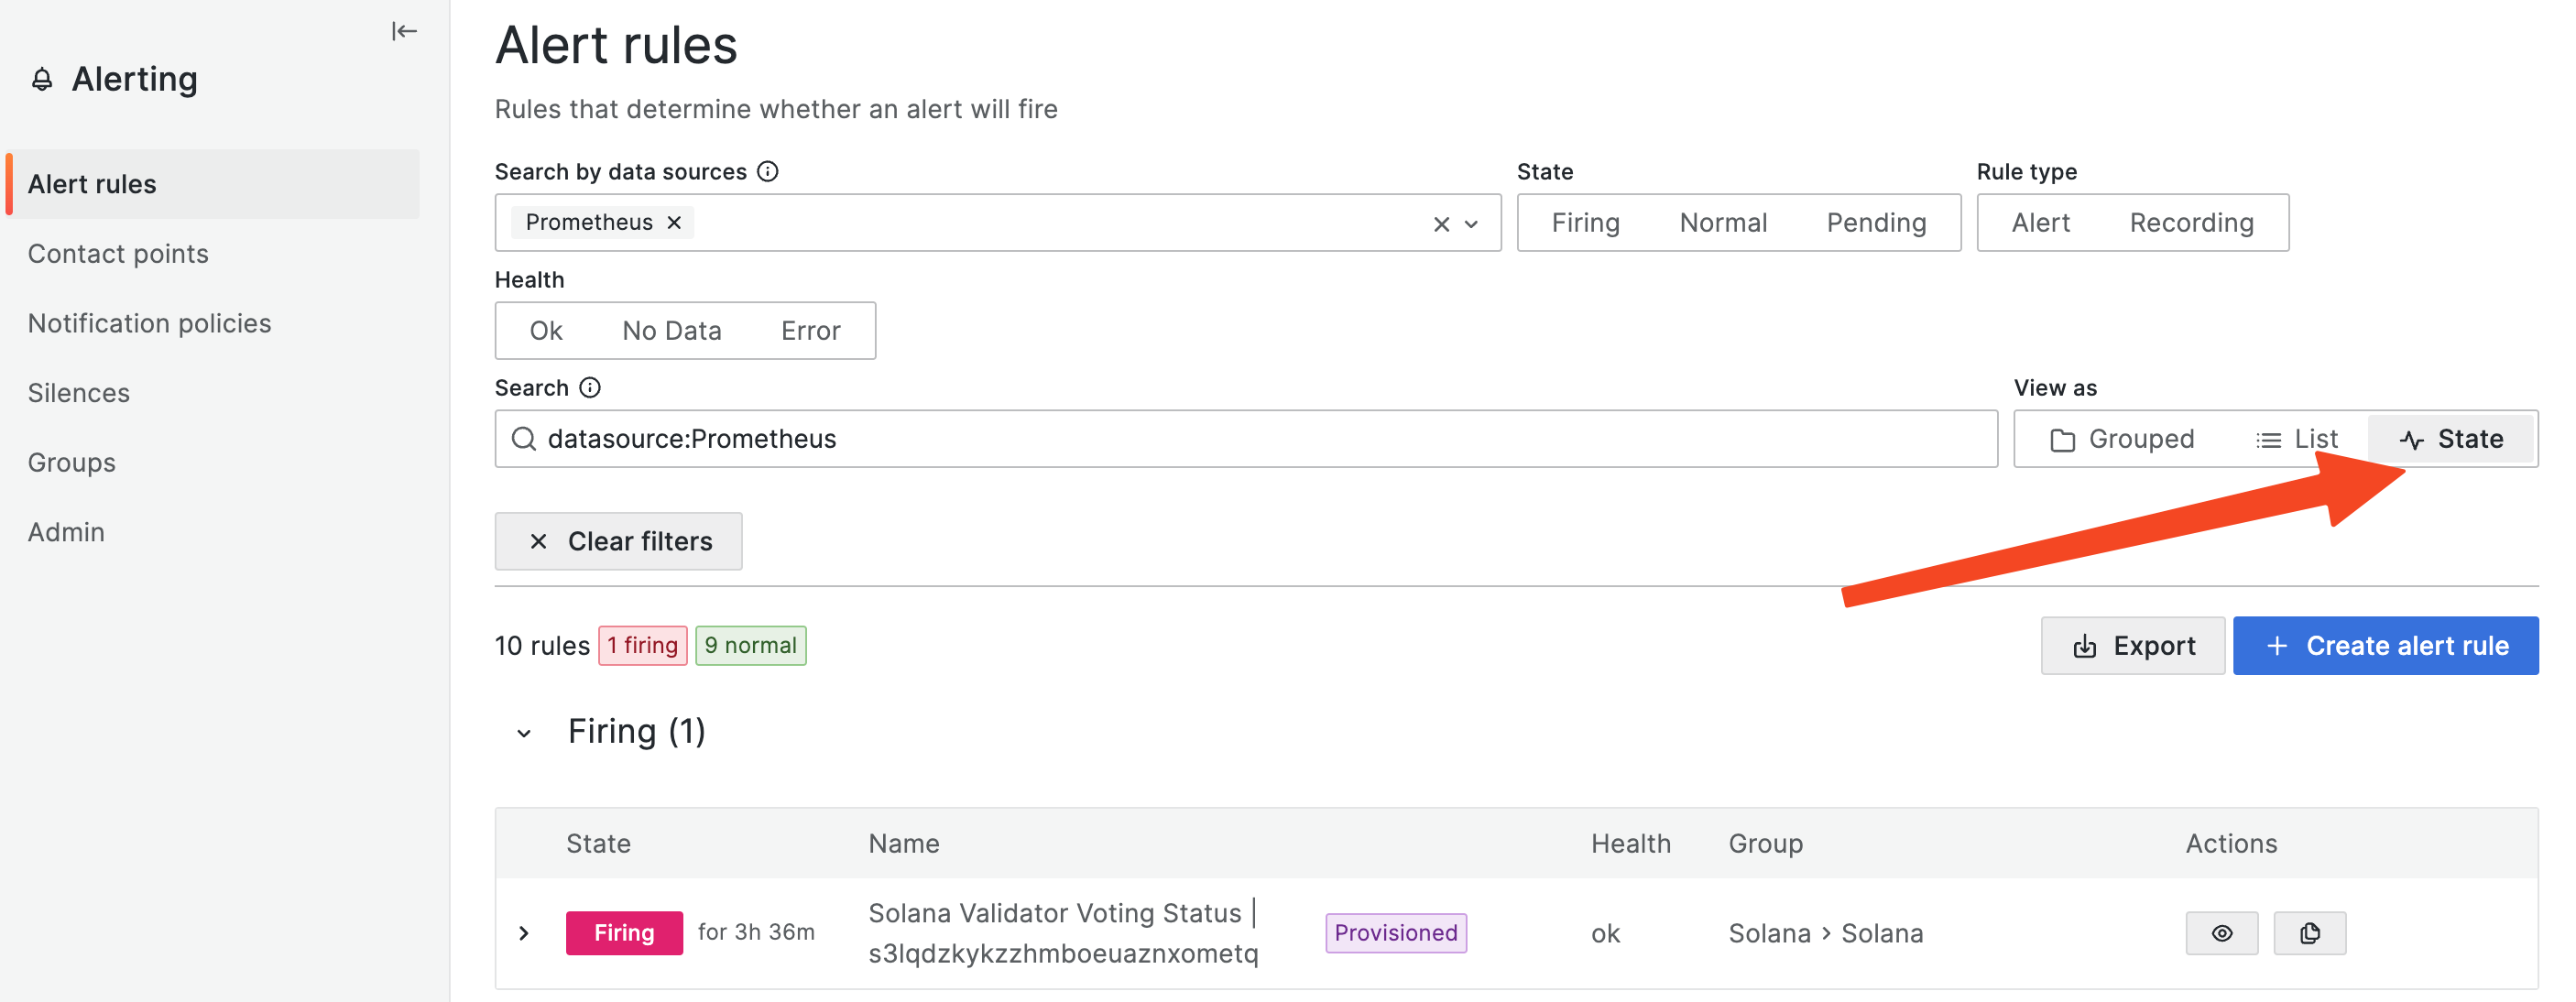 Alerting
Alert rules
Contact points
Notification policies
Silences
Groups
Admin
Alert rules
Rules that determine whether an alert will fire
Search by data sources
Prometheus
State
Firing Normal Pending
Rule type
Alert Recording
Health
Ok No Data Error
Search
datasource:Prometheus
View as
Grouped List State
Clear filters
10 rules 1 firing 9 normal
Export
Create alert rule
Firing (1)
State Name Health Group Actions
Firing for 3h 36m
Solana Validator Voting Status |
s3lqdzkykzzhmboeuaznxometq
Provisioned
ok
Solana › Solana